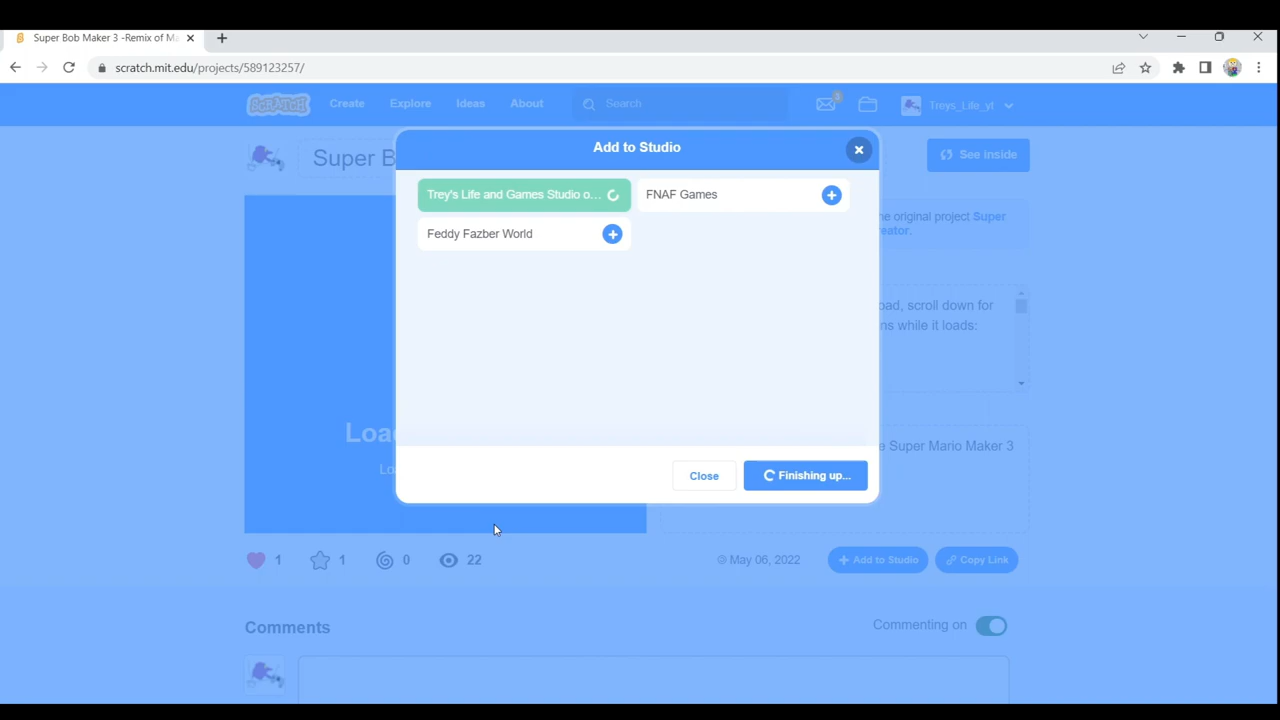 Super Bob Maker 3 -Remix of Ma
scratch.mit.edu/projects/589123257/
SCRATCH
Create
Explore
Ideas
About
Search
3
Treys_Life_yt
Add to Studio
Super B
See inside
Trey's Life and Games Studio o...
FNAF Games
Feddy Fazber World
he original project Super
eator.
oad, scroll down for
ns while it loads:
Loa
Lo
e Super Mario Maker 3
Close
Finishing up...
1
1
0
22
© May 06, 2022
Add to Studio
Copy Link
Comments
Commenting on